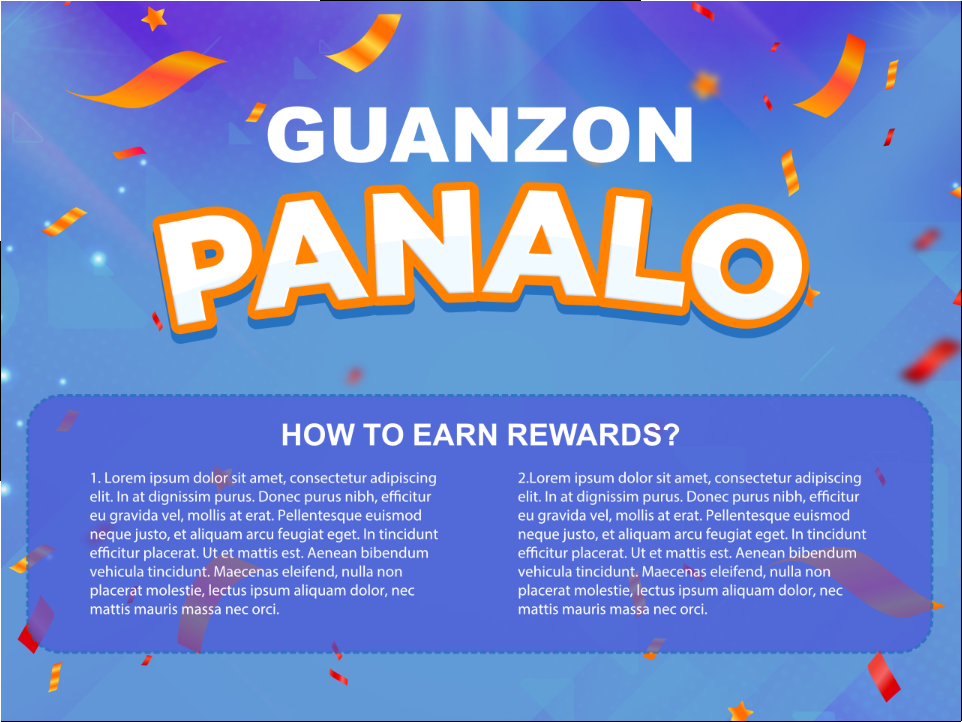 GUANZON
PANALO
HOW TO EARN REWARDS?
1. Lorem ipsum dolor sit amet, consectetur adipiscing
elit. In at dignissim purus. Donec purus nibh, efficitur
eu gravida vel, mollis at erat. Pellentesque euismod
neque justo, et aliquam arcu feugiat eget. In tincidunt
efficitur placerat. Ut et mattis est. Aenean bibendum
vehicula tincidunt. Maecenas eleifend, nulla non
placerat molestie, lectus ipsum aliquam dolor, nec
mattis mauris massa nec orci.
2.Lorem ipsum dolor sit amet, consectetur adipiscing
elit. In at dignissim purus. Donec purus nibh, efficitur
eu gravida vel, mollis at erat. Pellentesque euismod
neque justo, et aliquam arcu feugiat eget. In tincidunt
efficitur placerat. Ut et mattis est. Aenean bibendum
vehicula tincidunt. Maecenas eleifend, nulla non
placerat molestie, lectus ipsum aliquam dolor, nec
mattis mauris massa nec orci.